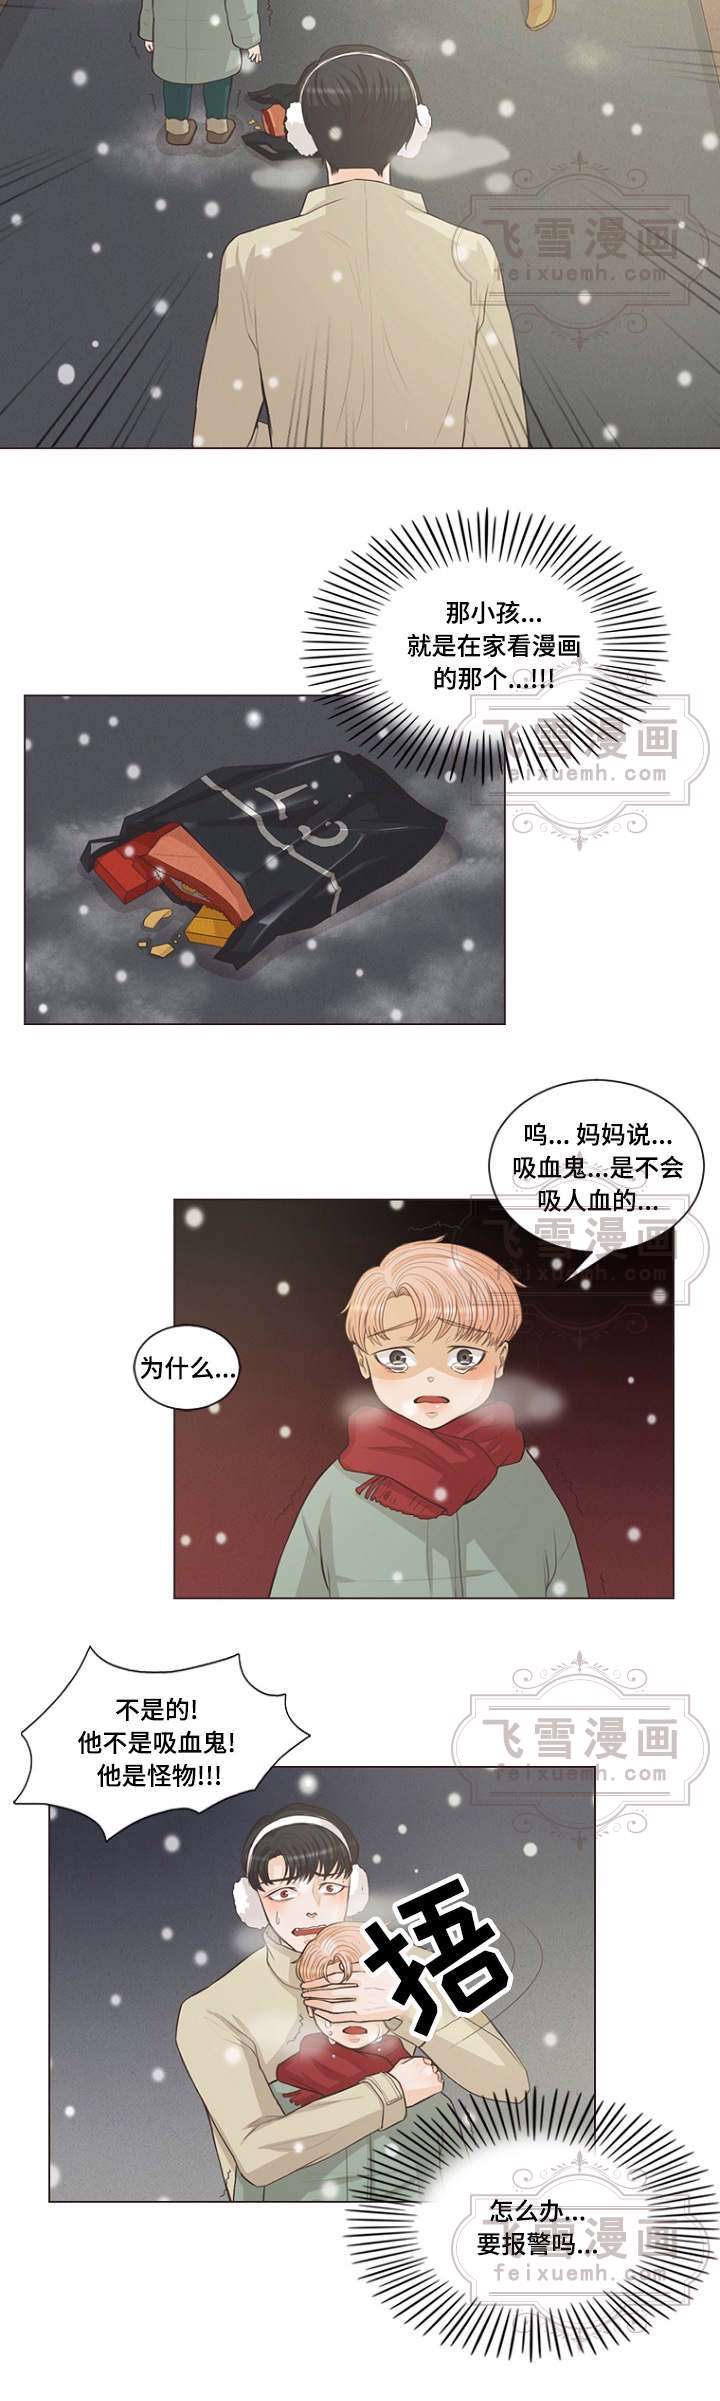 飞雪漫画
feixuemh.com
那小孩...
就是在家看漫画
的那个...!!!
飞雪漫画
feixuemh.com
呜...妈妈说...
吸血鬼...是不会
吸人血的...
飞雪漫画
feixuemh.com
为什么...
不是的!
他不是吸血鬼!
他是怪物!!!
飞雪漫画
feixuemh.com
捂
怎么办...
要报警吗...
飞雪漫画
feixuemh.com